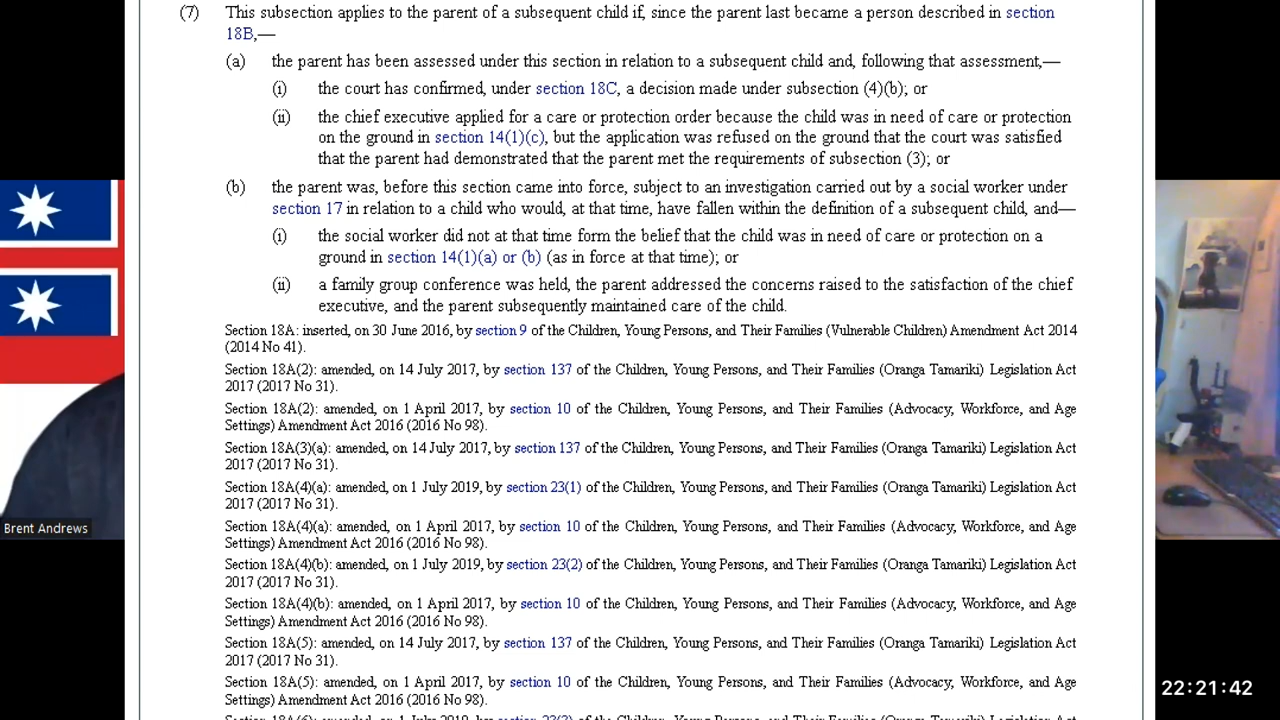 (7) This subsection applies to the parent of a subsequent child if, since the parent last became a person described in section
18B,—
(a) the parent has been assessed under this section in relation to a subsequent child and, following that assessment,—
(i) the court has confirmed, under section 18C, a decision made under subsection (4)(b); or
(ii) the chief executive applied for a care or protection order because the child was in need of care or protection
on the ground in section 14(1)(c), but the application was refused on the ground that the court was satisfied
that the parent had demonstrated that the parent met the requirements of subsection (3); or
(b) the parent was, before this section came into force, subject to an investigation carried out by a social worker under
section 17 in relation to a child who would, at that time, have fallen within the definition of a subsequent child, and—
(i) the social worker did not at that time form the belief that the child was in need of care or protection on a
ground in section 14(1)(a) or (b) (as in force at that time); or
(ii) a family group conference was held, the parent addressed the concerns raised to the satisfaction of the chief
executive, and the parent subsequently maintained care of the child.
Section 18A: inserted, on 30 June 2016, by section 9 of the Children, Young Persons, and Their Families (Vulnerable Children) Amendment Act 2014
(2014 No 41).
Section 18A(2): amended, on 14 July 2017, by section 137 of the Children, Young Persons, and Their Families (Oranga Tamariki) Legislation Act
2017 (2017 No 31).
Section 18A(2): amended, on 1 April 2017, by section 10 of the Children, Young Persons, and Their Families (Advocacy, Workforce, and Age
Settings) Amendment Act 2016 (2016 No 98).
Section 18A(3)(a): amended, on 14 July 2017, by section 137 of the Children, Young Persons, and Their Families (Oranga Tamariki) Legislation Act
2017 (2017 No 31).
Section 18A(4)(a): amended, on 1 July 2019, by section 23(1) of the Children, Young Persons, and Their Families (Oranga Tamariki) Legislation Act
2017 (2017 No 31).
Section 18A(4)(a): amended, on 1 April 2017, by section 10 of the Children, Young Persons, and Their Families (Advocacy, Workforce, and Age
Settings) Amendment Act 2016 (2016 No 98).
Section 18A(4)(b): amended, on 1 July 2019, by section 23(2) of the Children, Young Persons, and Their Families (Oranga Tamariki) Legislation Act
2017 (2017 No 31).
Section 18A(4)(b): amended, on 1 April 2017, by section 10 of the Children, Young Persons, and Their Families (Advocacy, Workforce, and Age
Settings) Amendment Act 2016 (2016 No 98).
Section 18A(5): amended, on 14 July 2017, by section 137 of the Children, Young Persons, and Their Families (Oranga Tamariki) Legislation Act
2017 (2017 No 31).
Section 18A(5): amended, on 1 April 2017, by section 10 of the Children, Young Persons, and Their Families (Advocacy, Workforce, and Age
Settings) Amendment Act 2016 (2016 No 98).
Brent Andrews
22:21:42